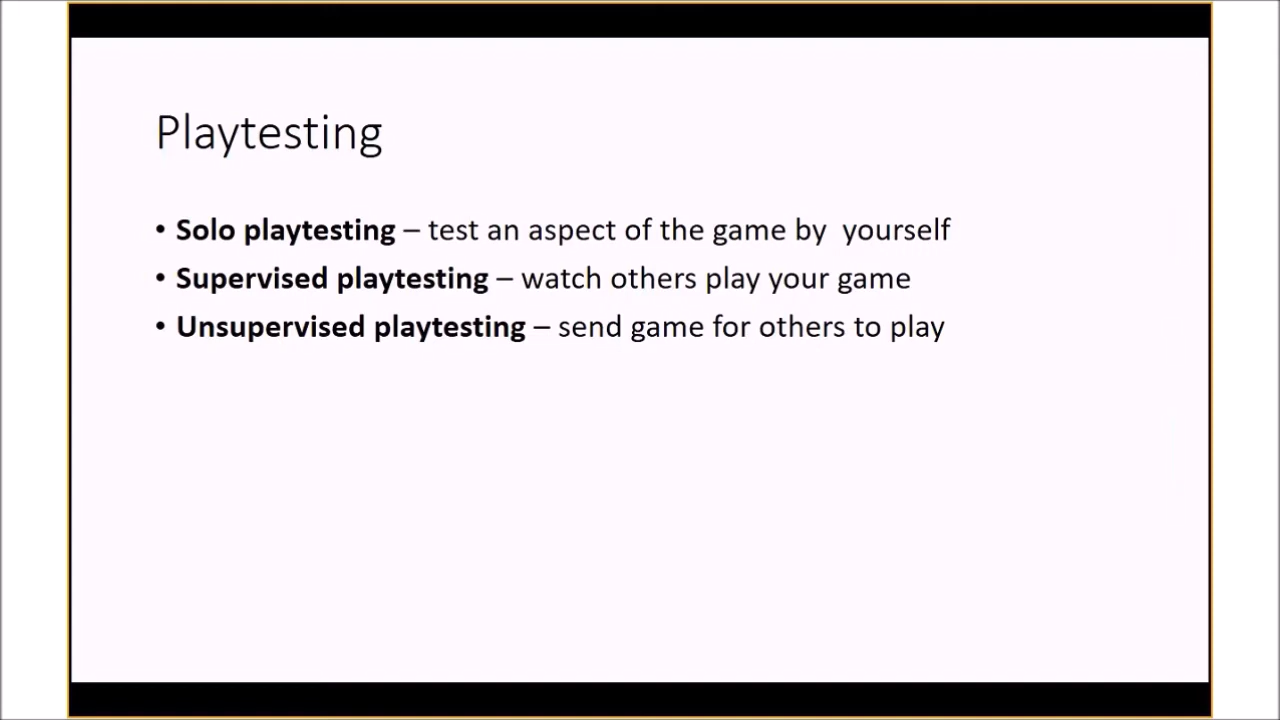 Playtesting
• Solo playtesting – test an aspect of the game by  yourself
• Supervised playtesting – watch others play your game
• Unsupervised playtesting – send game for others to play